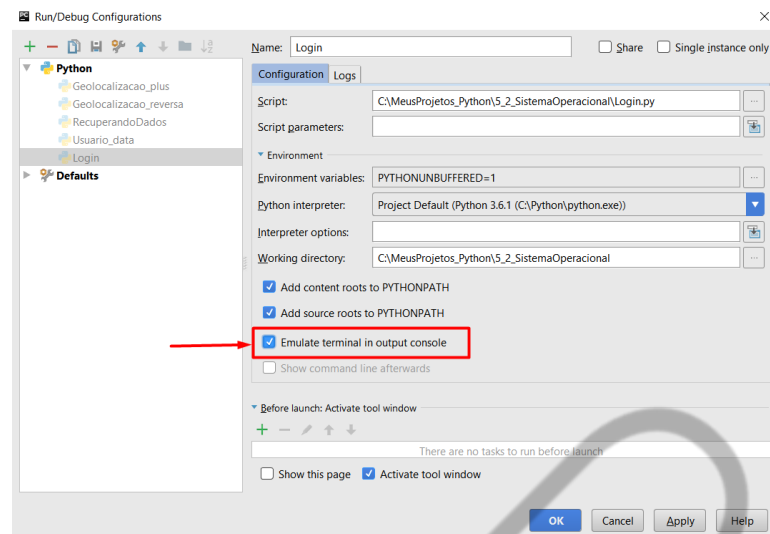 PC Run/Debug Configurations
Name: Login
Share
Single instance only
Python
Geolocalizacao_plus
Geolocalizacao_reversa
RecuperandoDados
Usuario_data
Login
Defaults
Configuration Logs
Script: C:\MeusProjetos_Python\5_2_SistemaOperacional\Login.py
Script parameters:
Environment
Environment variables: PYTHONUNBUFFERED=1
Python interpreter: Project Default (Python 3.6.1 (C:\Python\python.exe))
Interpreter options:
Working directory: C:\MeusProjetos_Python\5_2_SistemaOperacional
Add content roots to PYTHONPATH
Add source roots to PYTHONPATH
Emulate terminal in output console
Show command line afterwards
Before launch: Activate tool window
There are no tasks to run before launch
Show this page Activate tool window
OK Cancel Apply Help